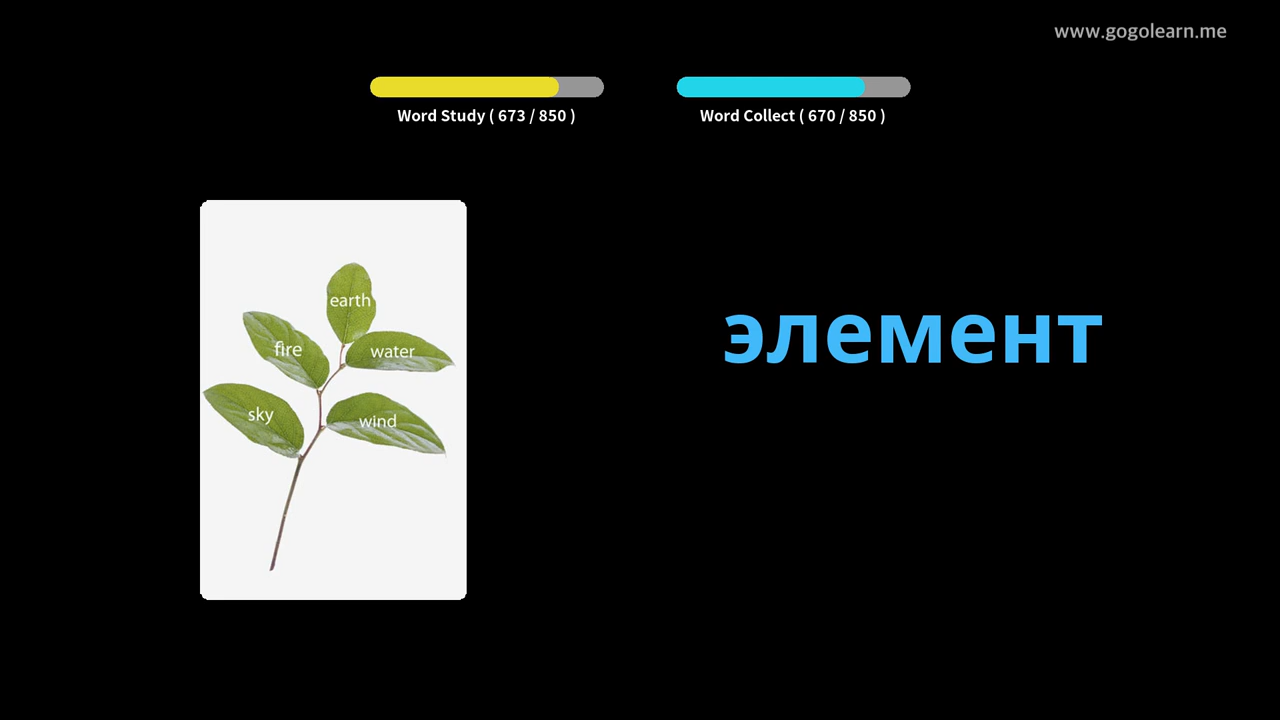 www.gogolearn.me
Word Study ( 673 / 850 )
Word Collect ( 670 / 850 )
earth
fire
water
sky
wind
элемент